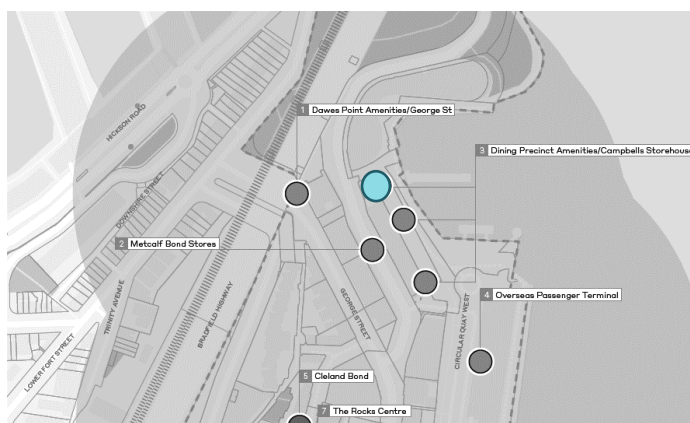 1 Dawes Point Amenities/George St
HICKSON ROAD
3 Dining Precinct Amenities/Campbells Storehouse
DOWNSHIRE STREET
2 Metcalf Bond Stores
4 Overseas Passenger Terminal
TRINITY AVENUE
BRADFIELD HIGHWAY
GEORGE STREET
CIRCULAR QUAY WEST
LOWER FORT STREET
5 Cleland Bond
7 The Rocks Centre